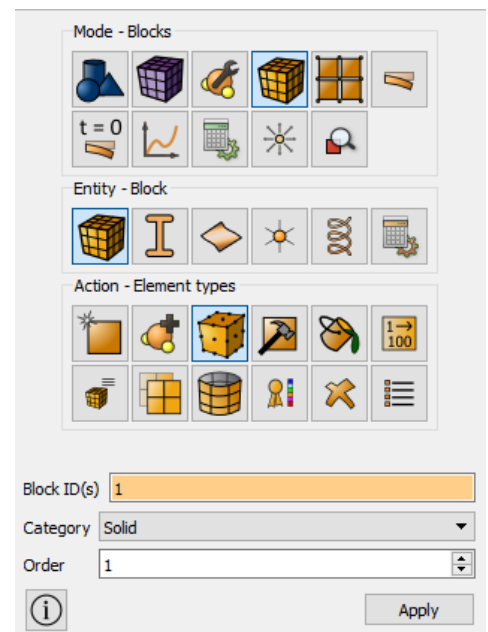 Mode - Blocks
t = 0
Entity - Block
Action - Element types
1→
100
Block ID(s) 1
Category Solid
Order 1
i Apply